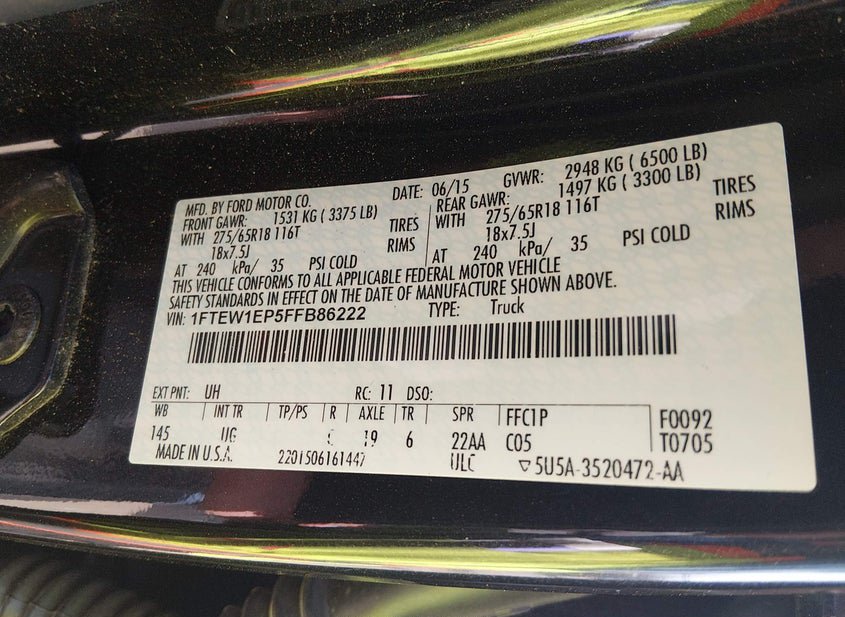 MFD. BY FORD MOTOR CO. DATE: 06/15 GVWR: 2948 KG ( 6500 LB)
FRONT GAWR: 1531 KG ( 3375 LB) REAR GAWR: 1497 KG ( 3300 LB)
WITH 275/65R18 116T TIRES WITH 275/65R18 116T TIRES
18x7.5J RIMS 18x7.5J RIMS
AT 240 kPa/ 35 PSI COLD AT 240 kPa/ 35 PSI COLD
THIS VEHICLE CONFORMS TO ALL APPLICABLE FEDERAL MOTOR VEHICLE
SAFETY STANDARDS IN EFFECT ON THE DATE OF MANUFACTURE SHOWN ABOVE.
VIN: 1FTEW1EP5FFB86222 TYPE: Truck
EXT PNT: UH RC: 11 DSO:
WB INT TR TP/PS R AXLE TR SPR FFC1P F0092
145 UG 19 6 22AA C05 T0705
MADE IN U.S.A. 2201506161447 ULC ▽5U5A-3520472-AA